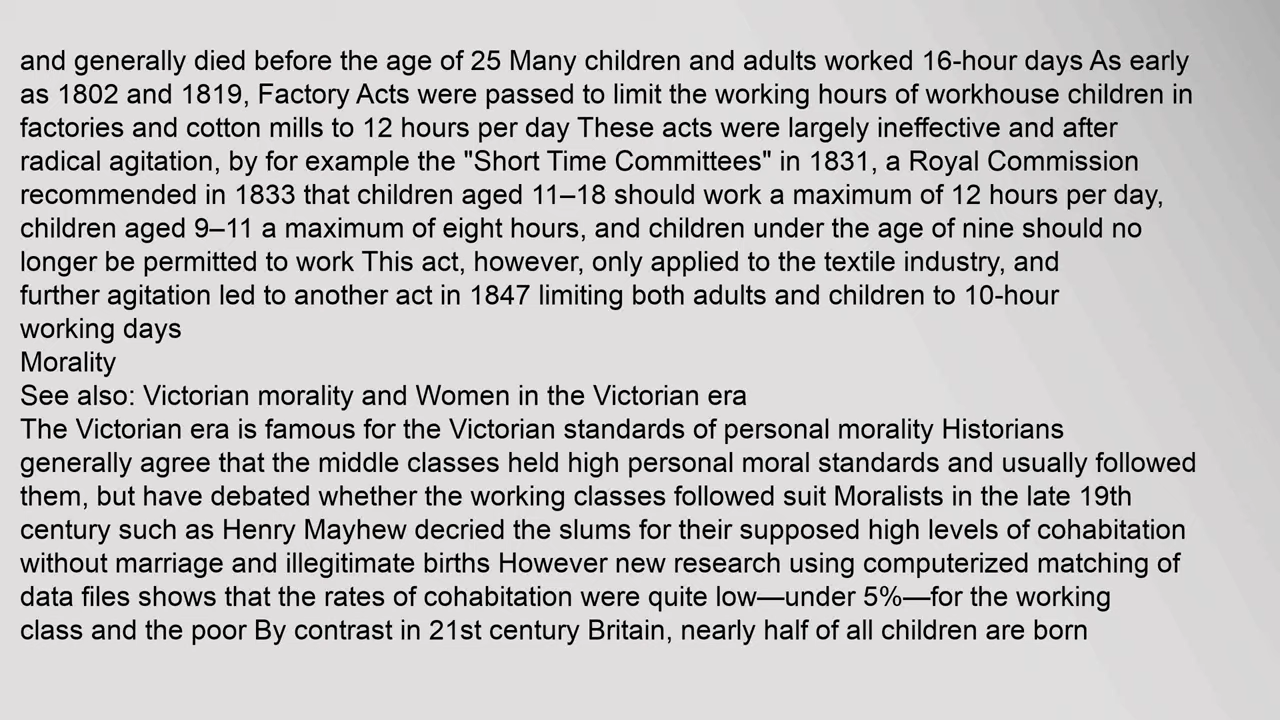 and generally died before the age of 25 Many children and adults worked 16-hour days As early
as 1802 and 1819, Factory Acts were passed to limit the working hours of workhouse children in
factories and cotton mills to 12 hours per day These acts were largely ineffective and after
radical agitation, by for example the "Short Time Committees" in 1831, a Royal Commission
recommended in 1833 that children aged 11–18 should work a maximum of 12 hours per day,
children aged 9–11 a maximum of eight hours, and children under the age of nine should no
longer be permitted to work This act, however, only applied to the textile industry, and
further agitation led to another act in 1847 limiting both adults and children to 10-hour
working days
Morality
See also: Victorian morality and Women in the Victorian era
The Victorian era is famous for the Victorian standards of personal morality Historians
generally agree that the middle classes held high personal moral standards and usually followed
them, but have debated whether the working classes followed suit Moralists in the late 19th
century such as Henry Mayhew decried the slums for their supposed high levels of cohabitation
without marriage and illegitimate births However new research using computerized matching of
data files shows that the rates of cohabitation were quite low—under 5%—for the working
class and the poor By contrast in 21st century Britain, nearly half of all children are born